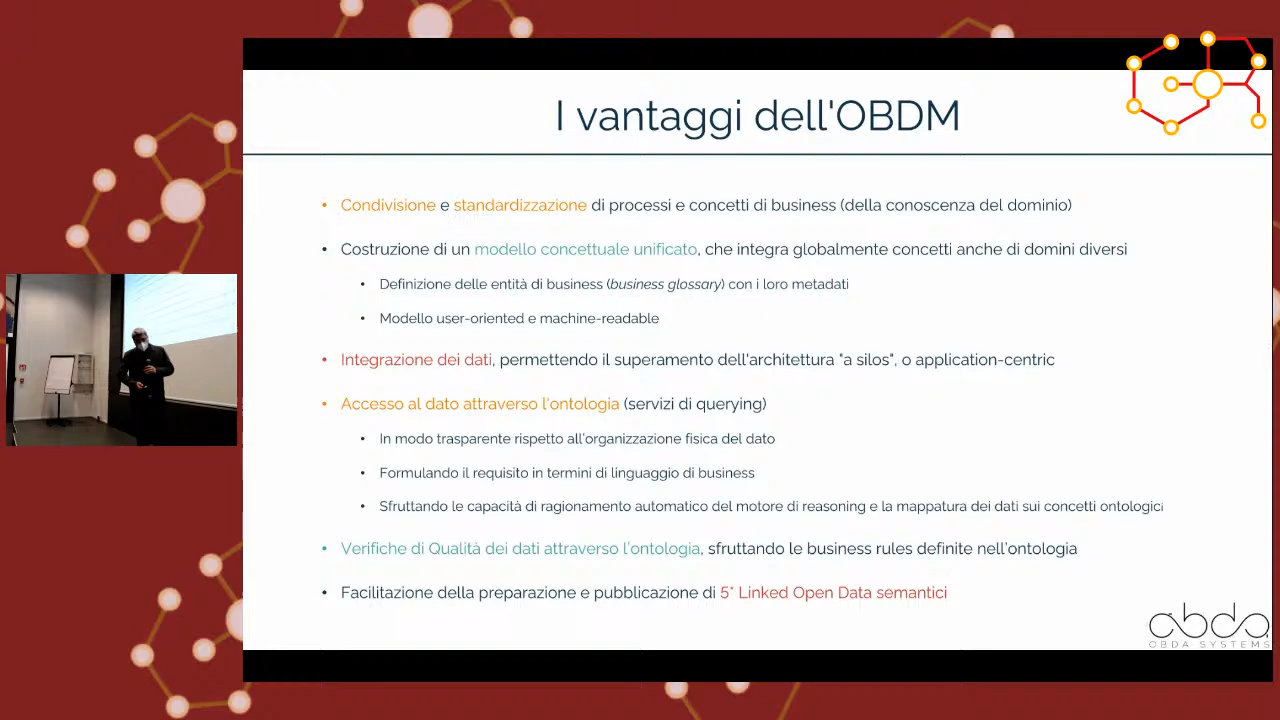 I vantaggi dell'OBDM
• Condivisione e standardizzazione di processi e concetti di business (della conoscenza del dominio)
• Costruzione di un modello concettuale unificato, che integra globalmente concetti anche di domini diversi
• Definizione delle entità di business (business glossary) con i loro metadati
• Modello user-oriented e machine-readable
• Integrazione dei dati, permettendo il superamento dell'architettura "a silos", o application-centric
• Accesso al dato attraverso l'ontologia (servizi di querying)
• In modo trasparente rispetto all'organizzazione fisica del dato
• Formulando il requisito in termini di linguaggio di business
• Sfruttando le capacità di ragionamento automatico del motore di reasoning e la mappatura dei dati sui concetti ontologici
• Verifiche di Qualità dei dati attraverso l'ontologia, sfruttando le business rules definite nell'ontologia
• Facilitazione della preparazione e pubblicazione di 5* Linked Open Data semantici
obda
OBDA SYSTEMS